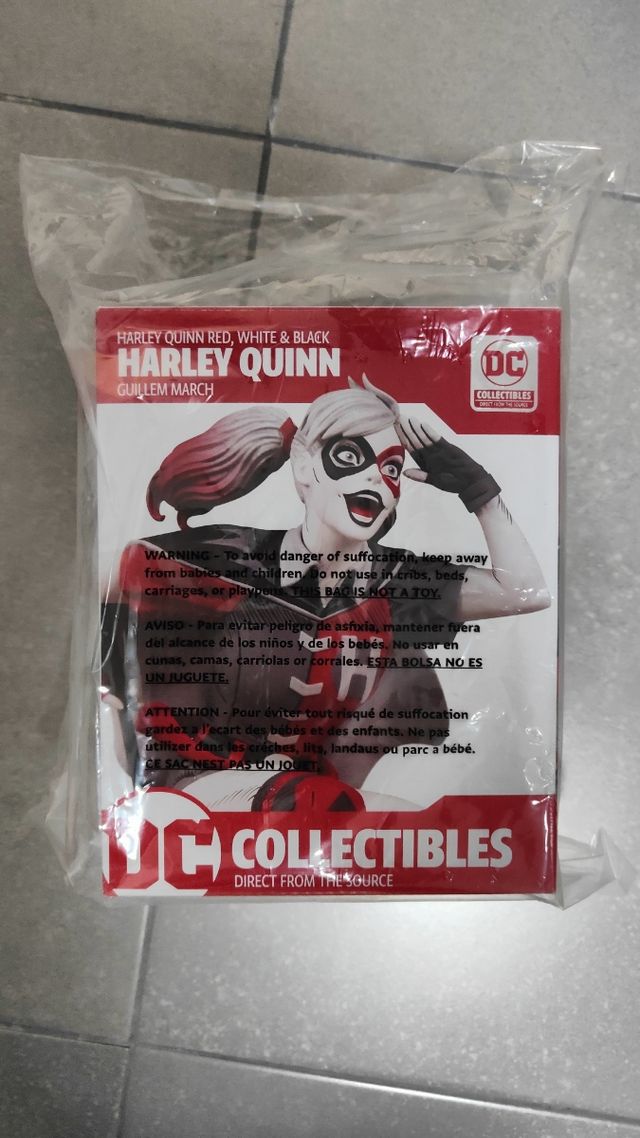 HARLEY QUINN RED, WHITE & BLACK
HARLEY QUINN
GUILLEM MARCH
DC
COLLECTIBLES
DIRECT FROM THE SOURCE
WARNING - To avoid danger of suffocation, keep away
from babies and children. Do not use in cribs, beds,
carriages, or playpens. THIS BAG IS NOT A TOY.
AVISO - Para evitar peligro de asfixia, mantener fuera
del alcance de los niños y de los bebés. No usar en
cunas, camas, carriolas or corrales. ESTA BOLSA NO ES
UN JUGUETE.
ATTENTION - Pour éviter tout risqué de suffocation
gardez a l'ecart des bébés et des enfants. Ne pas
utilizer dans les créches, lits, landaus ou parc a bébé.
CE SAC NEST PAS UN JOUET.
H
DC COLLECTIBLES
DIRECT FROM THE SOURCE